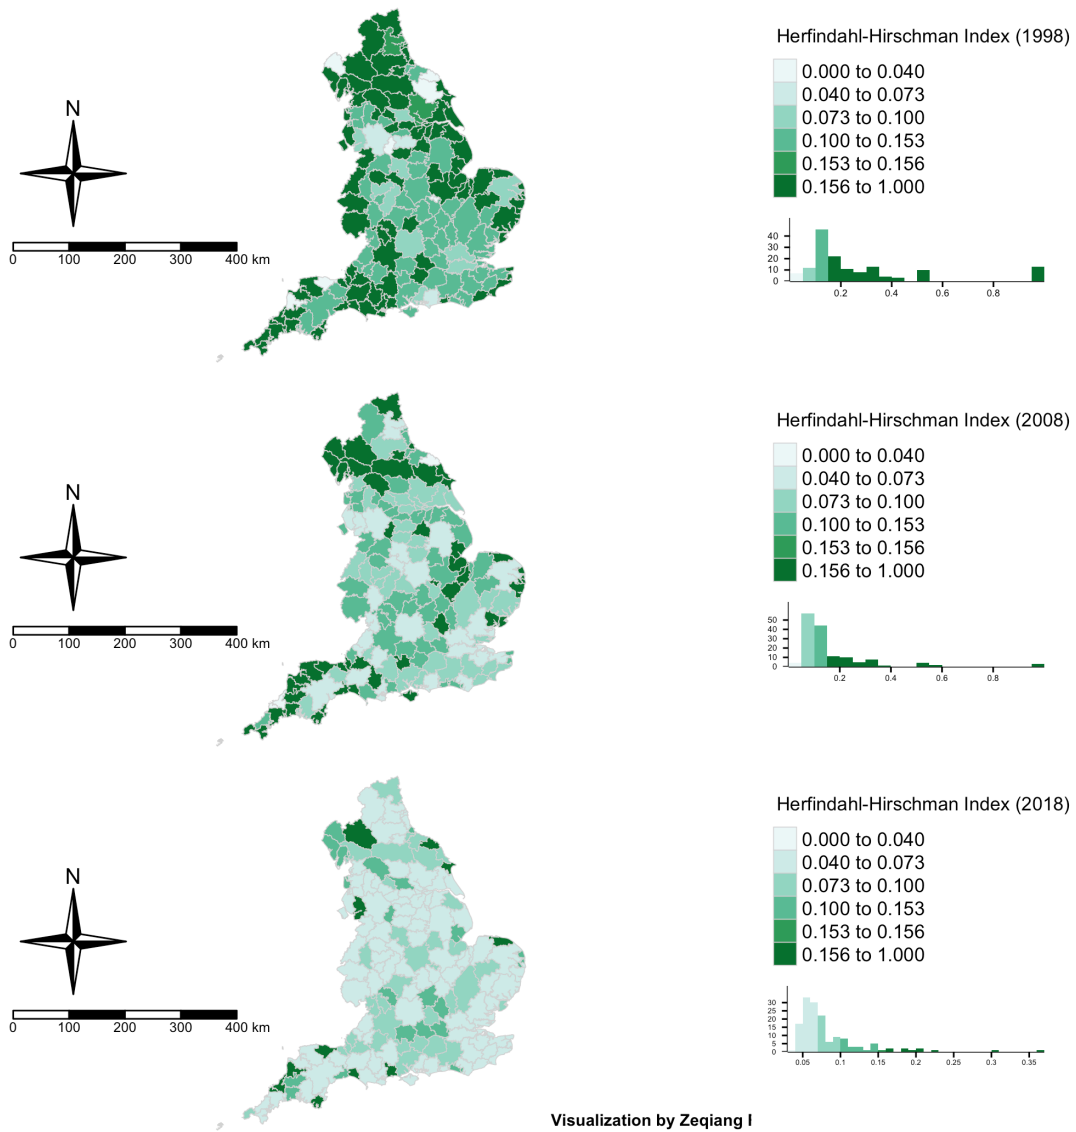 Herfindahl-Hirschman Index (1998)
0.000 to 0.040
0.040 to 0.073
0.073 to 0.100
0.100 to 0.153
0.153 to 0.156
0.156 to 1.000
N
0 100 200 300 400 km
40
30
20
10
0
0.2 0.4 0.6 0.8
Herfindahl-Hirschman Index (2008)
0.000 to 0.040
0.040 to 0.073
0.073 to 0.100
0.100 to 0.153
0.153 to 0.156
0.156 to 1.000
N
0 100 200 300 400 km
50
40
30
20
10
0
0.2 0.4 0.6 0.8
Herfindahl-Hirschman Index (2018)
0.000 to 0.040
0.040 to 0.073
0.073 to 0.100
0.100 to 0.153
0.153 to 0.156
0.156 to 1.000
N
0 100 200 300 400 km
30
25
20
15
10
5
0
0.05 0.1 0.15 0.2 0.25 0.3 0.35
Visualization by Zeqiang